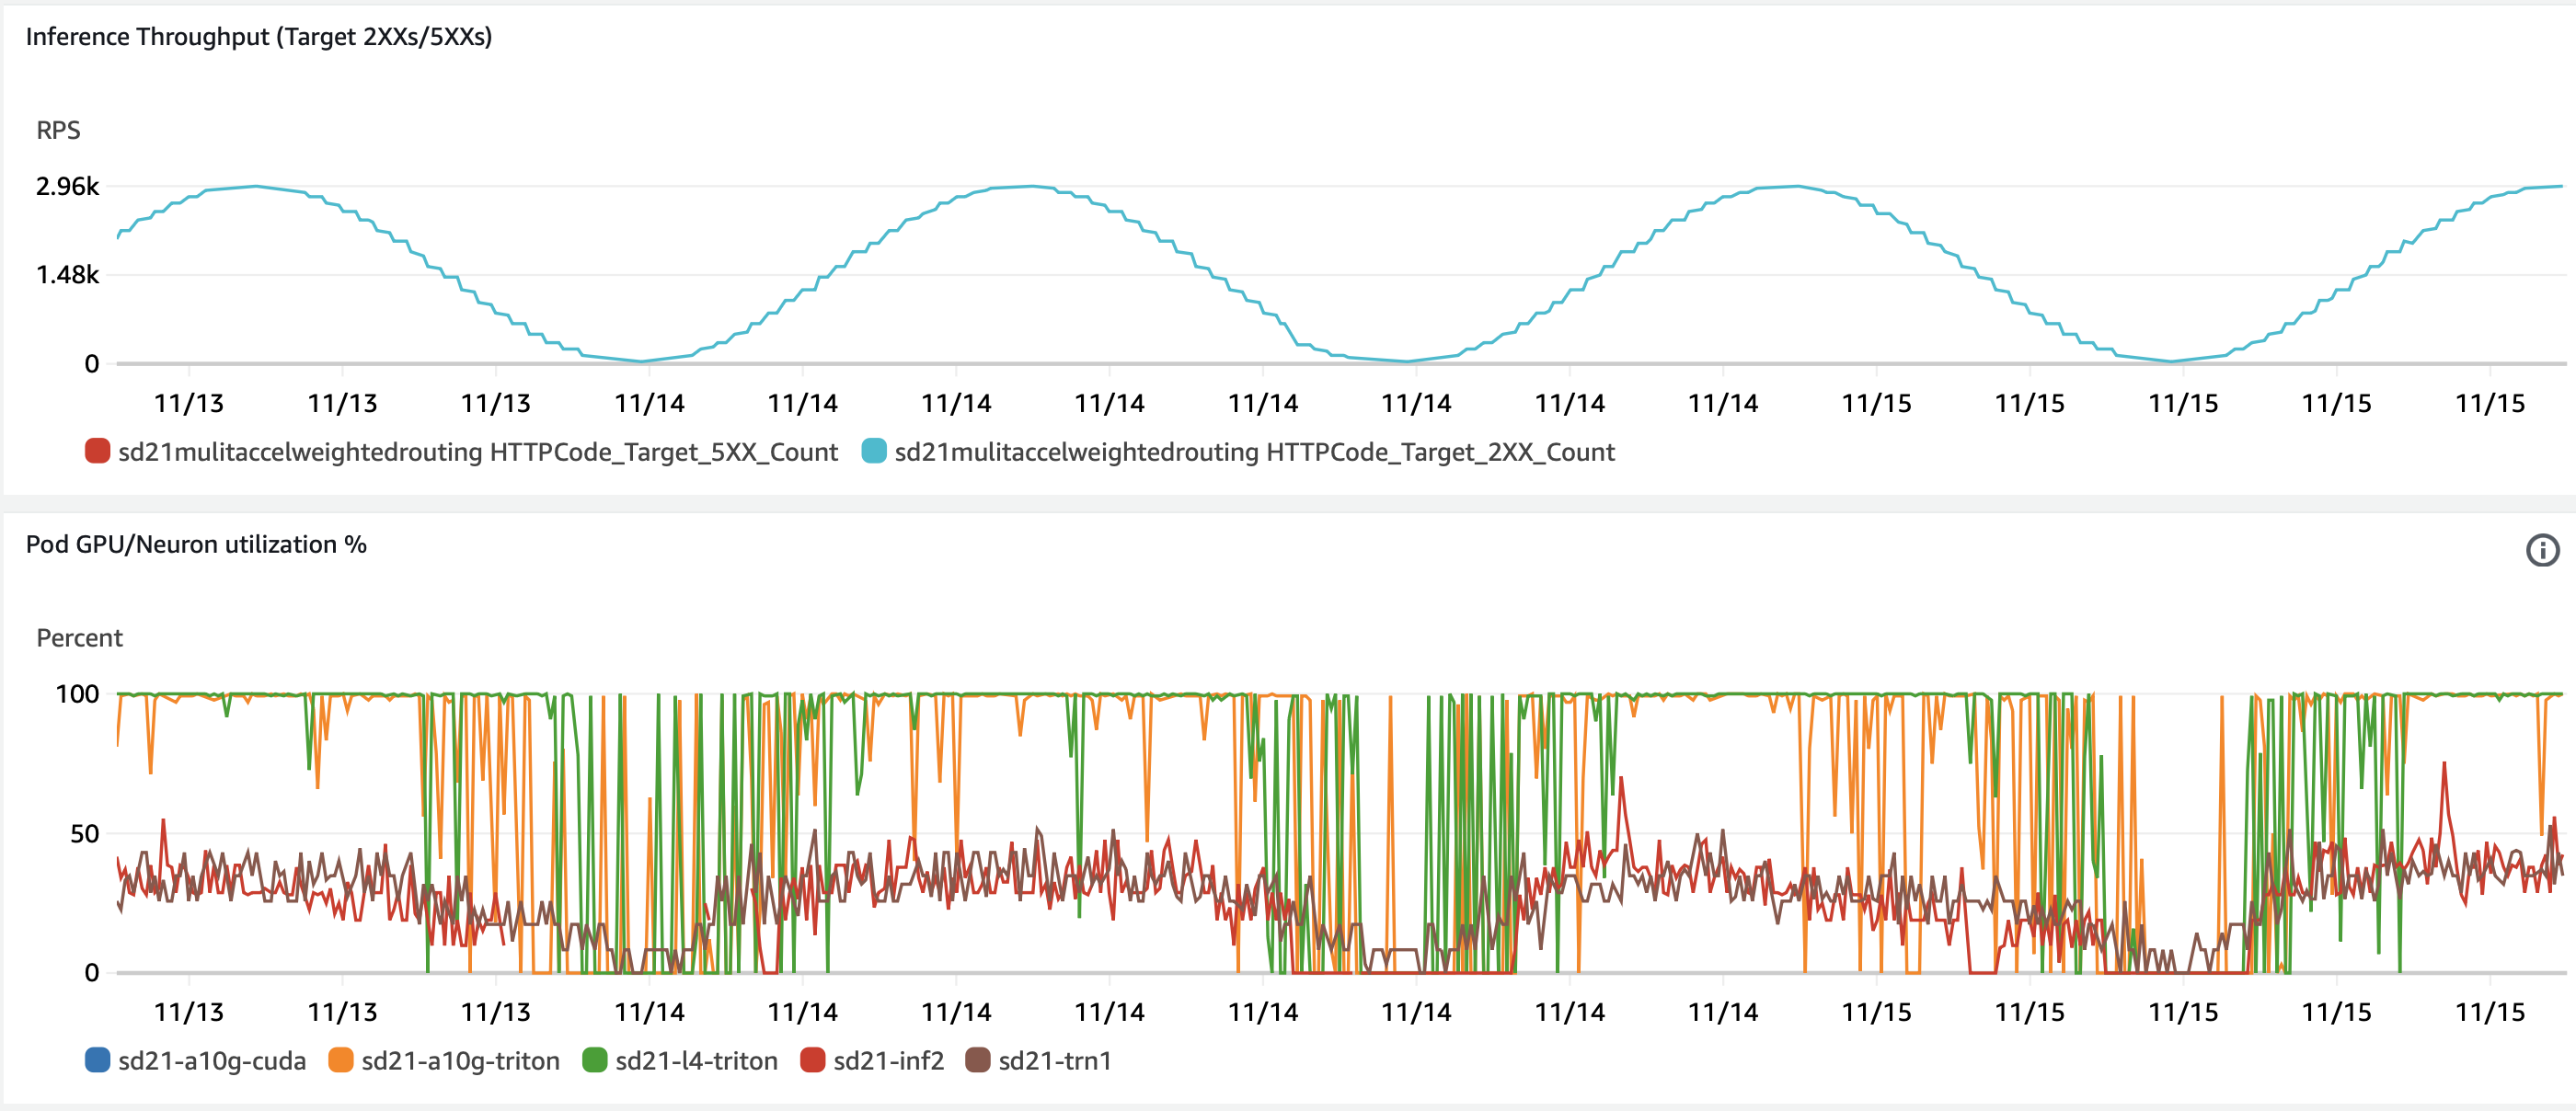 Inference Throughput (Target 2XXs/5XXs)
RPS
2.96k
1.48k
0
11/13 11/13 11/13 11/14 11/14 11/14 11/14 11/14 11/14 11/14 11/14 11/15 11/15 11/15 11/15 11/15
sd21mulitaccelweightedrouting HTTPCode_Target_5XX_Count sd21mulitaccelweightedrouting HTTPCode_Target_2XX_Count
Pod GPU/Neuron utilization %
Percent
100
50
0
11/13 11/13 11/13 11/14 11/14 11/14 11/14 11/14 11/14 11/14 11/14 11/15 11/15 11/15 11/15 11/15
sd21-a10g-cuda sd21-a10g-triton sd21-l4-triton sd21-inf2 sd21-trn1